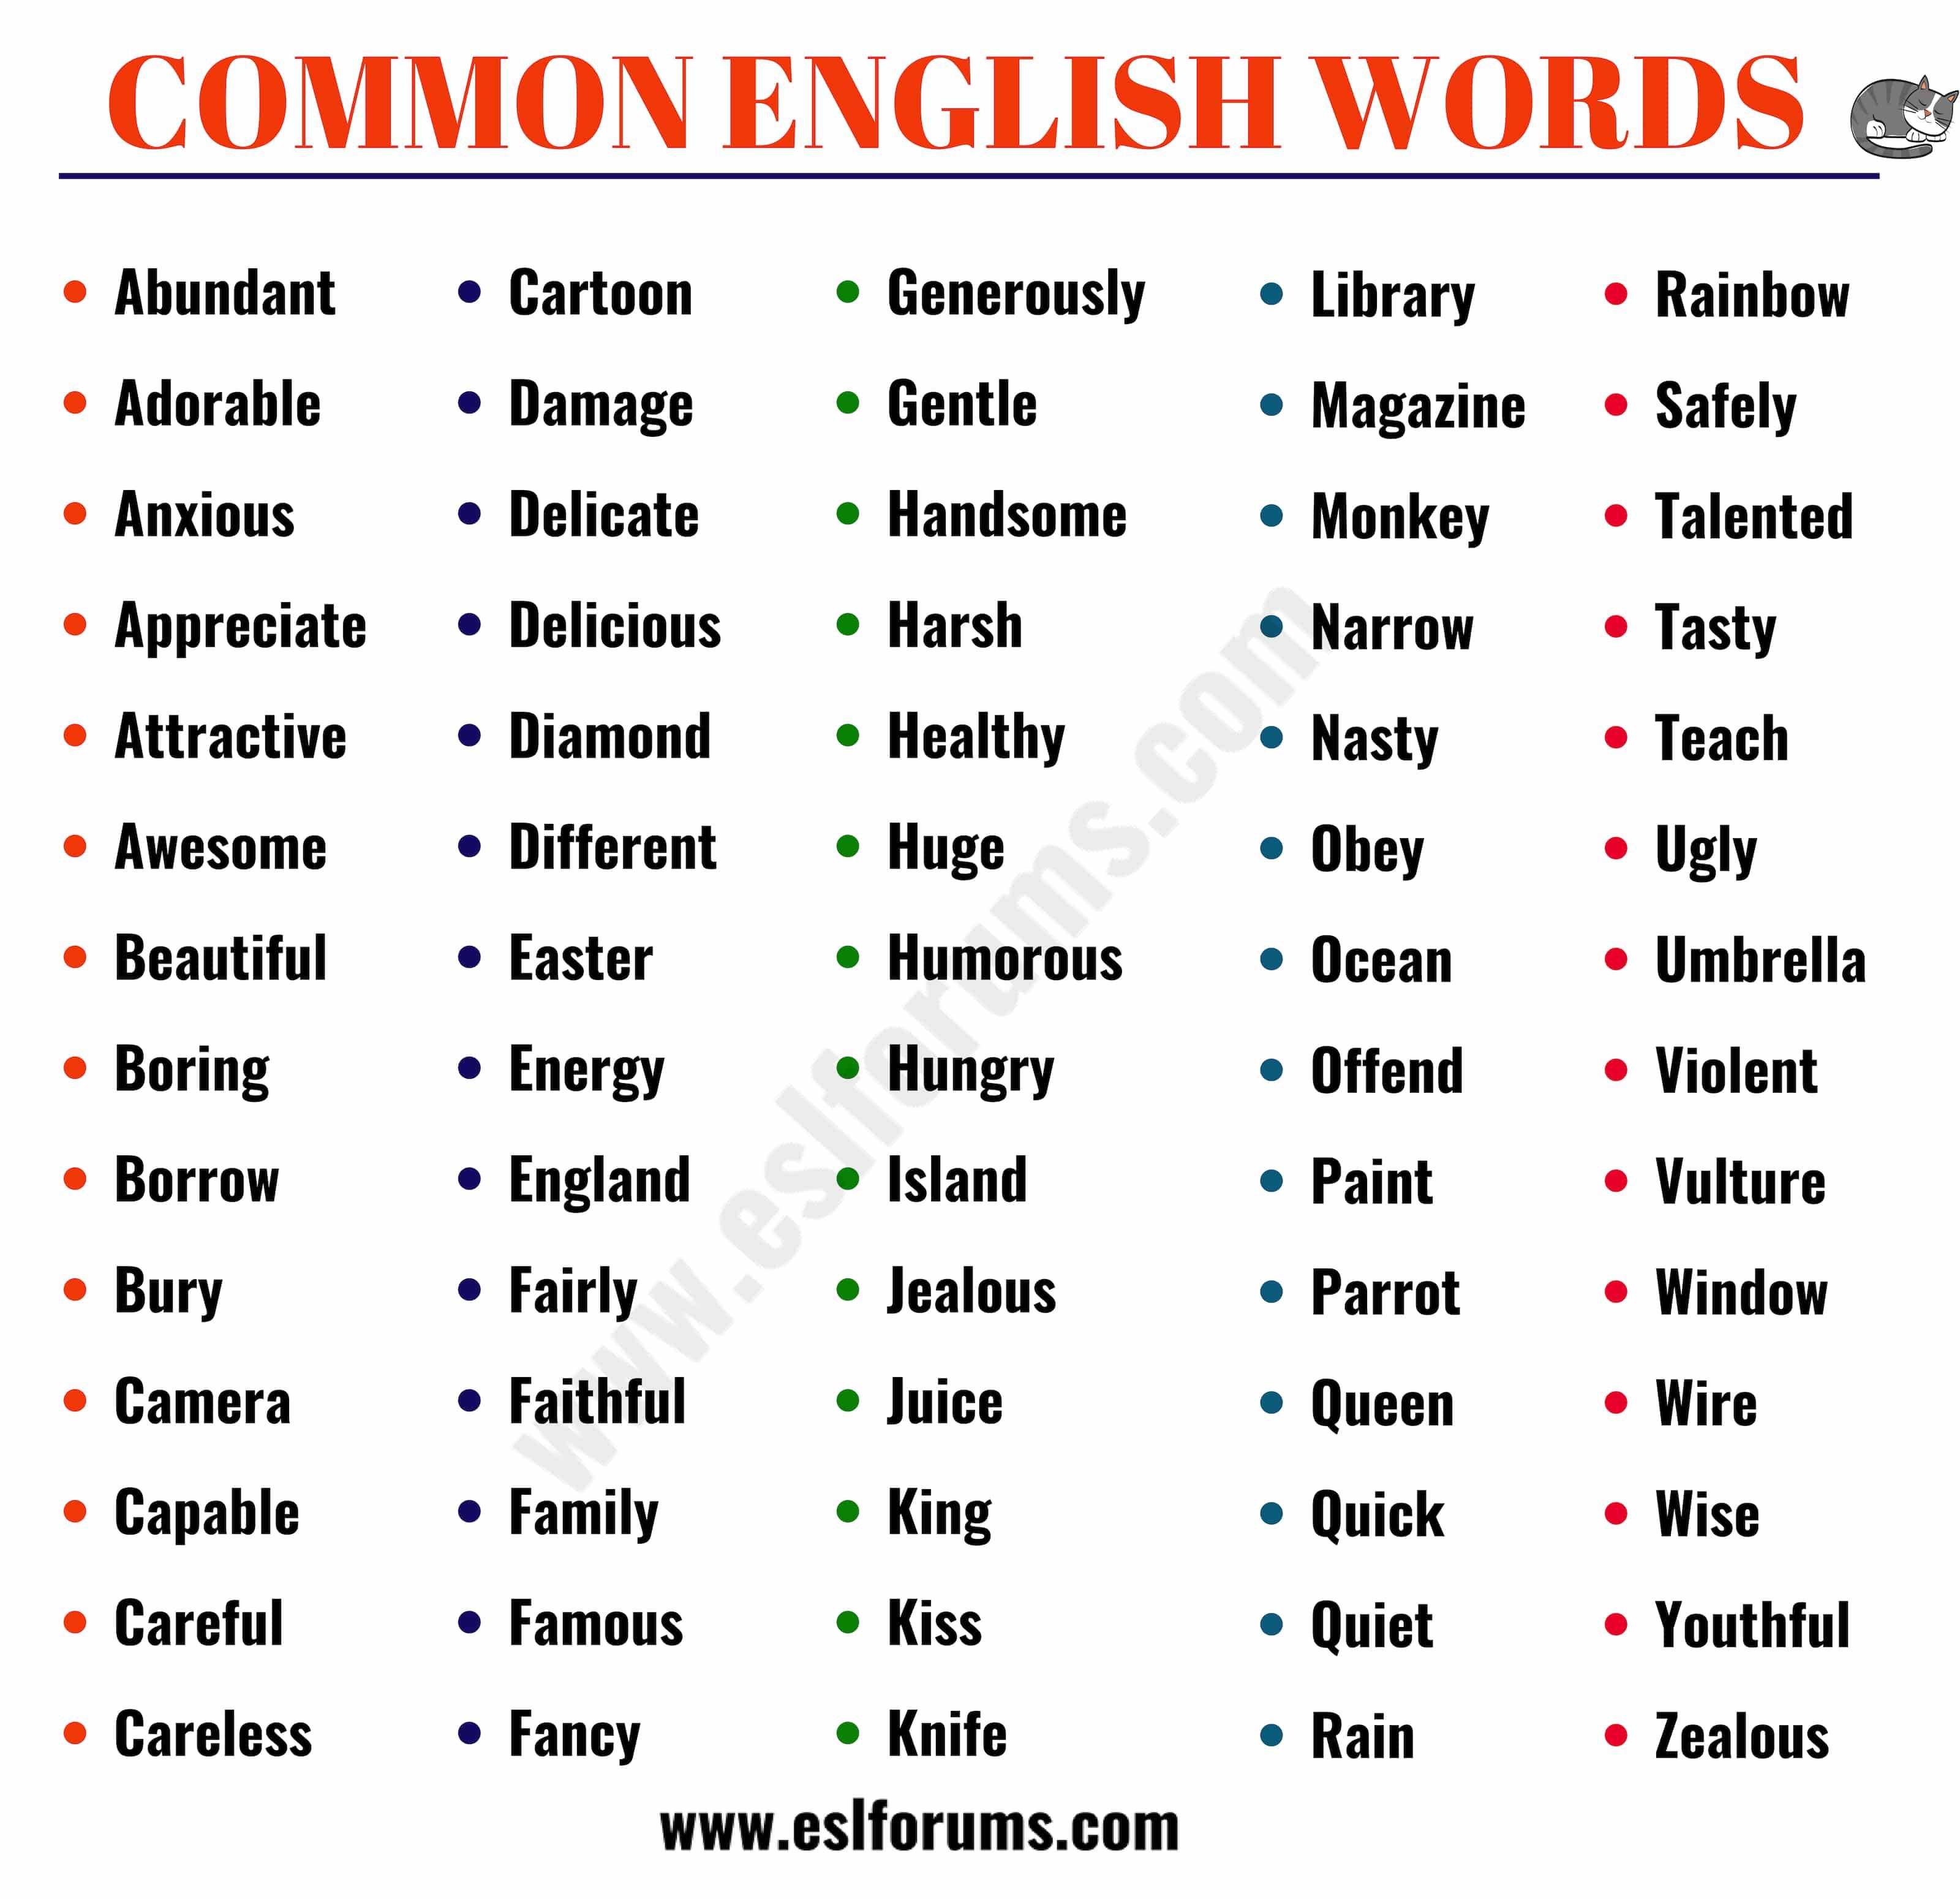 COMMON ENGLISH WORDS
Abundant
Adorable
Anxious
Appreciate
Attractive
Awesome
Beautiful
Boring
Borrow
Bury
Camera
Capable
Careful
Careless
Cartoon
Damage
Delicate
Delicious
Diamond
Different
Easter
Energy
England
Fairly
Faithful
Family
Famous
Fancy
Generously
Gentle
Handsome
Harsh
Healthy
Huge
Humorous
Hungry
Island
Jealous
Juice
King
Kiss
Knife
Library
Magazine
Monkey
Narrow
Nasty
Obey
Ocean
Offend
Paint
Parrot
Queen
Quick
Quiet
Rain
Rainbow
Safely
Talented
Tasty
Teach
Ugly
Umbrella
Violent
Vulture
Window
Wire
Wise
Youthful
Zealous
www.eslforums.com
www.eslforums.com